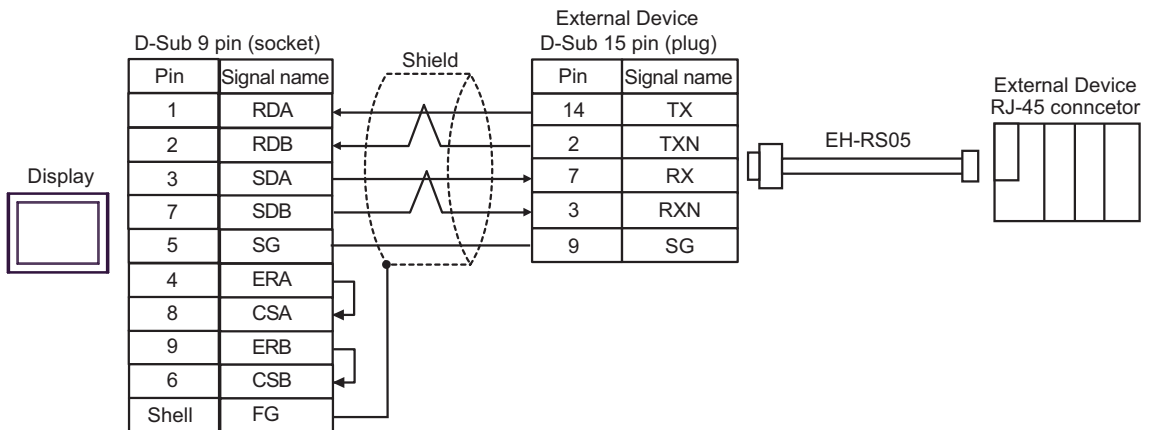 External Device
D-Sub 9 pin (socket) D-Sub 15 pin (plug)
Shield
Pin Signal name Pin Signal name
External Device
RJ-45 conncetor
1 RDA 14 TX
2 RDB 2 TXN
EH-RS05
Display
3 SDA 7 RX
7 SDB 3 RXN
5 SG 9 SG
4 ERA
8 CSA
9 ERB
6 CSB
Shell FG